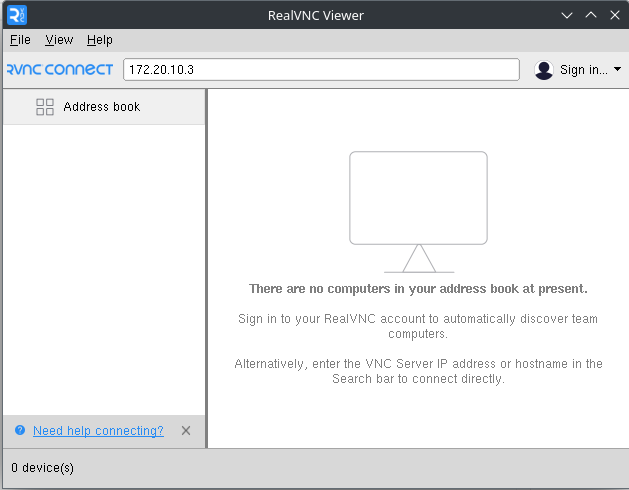 RealVNC Viewer
File View Help
RVNC CONNECT 172.20.10.3 Sign in...
Address book
There are no computers in your address book at present.
Sign in to your RealVNC account to automatically discover team
computers.
Alternatively, enter the VNC Server IP address or hostname in the
Search bar to connect directly.
Need help connecting?
0 device(s)